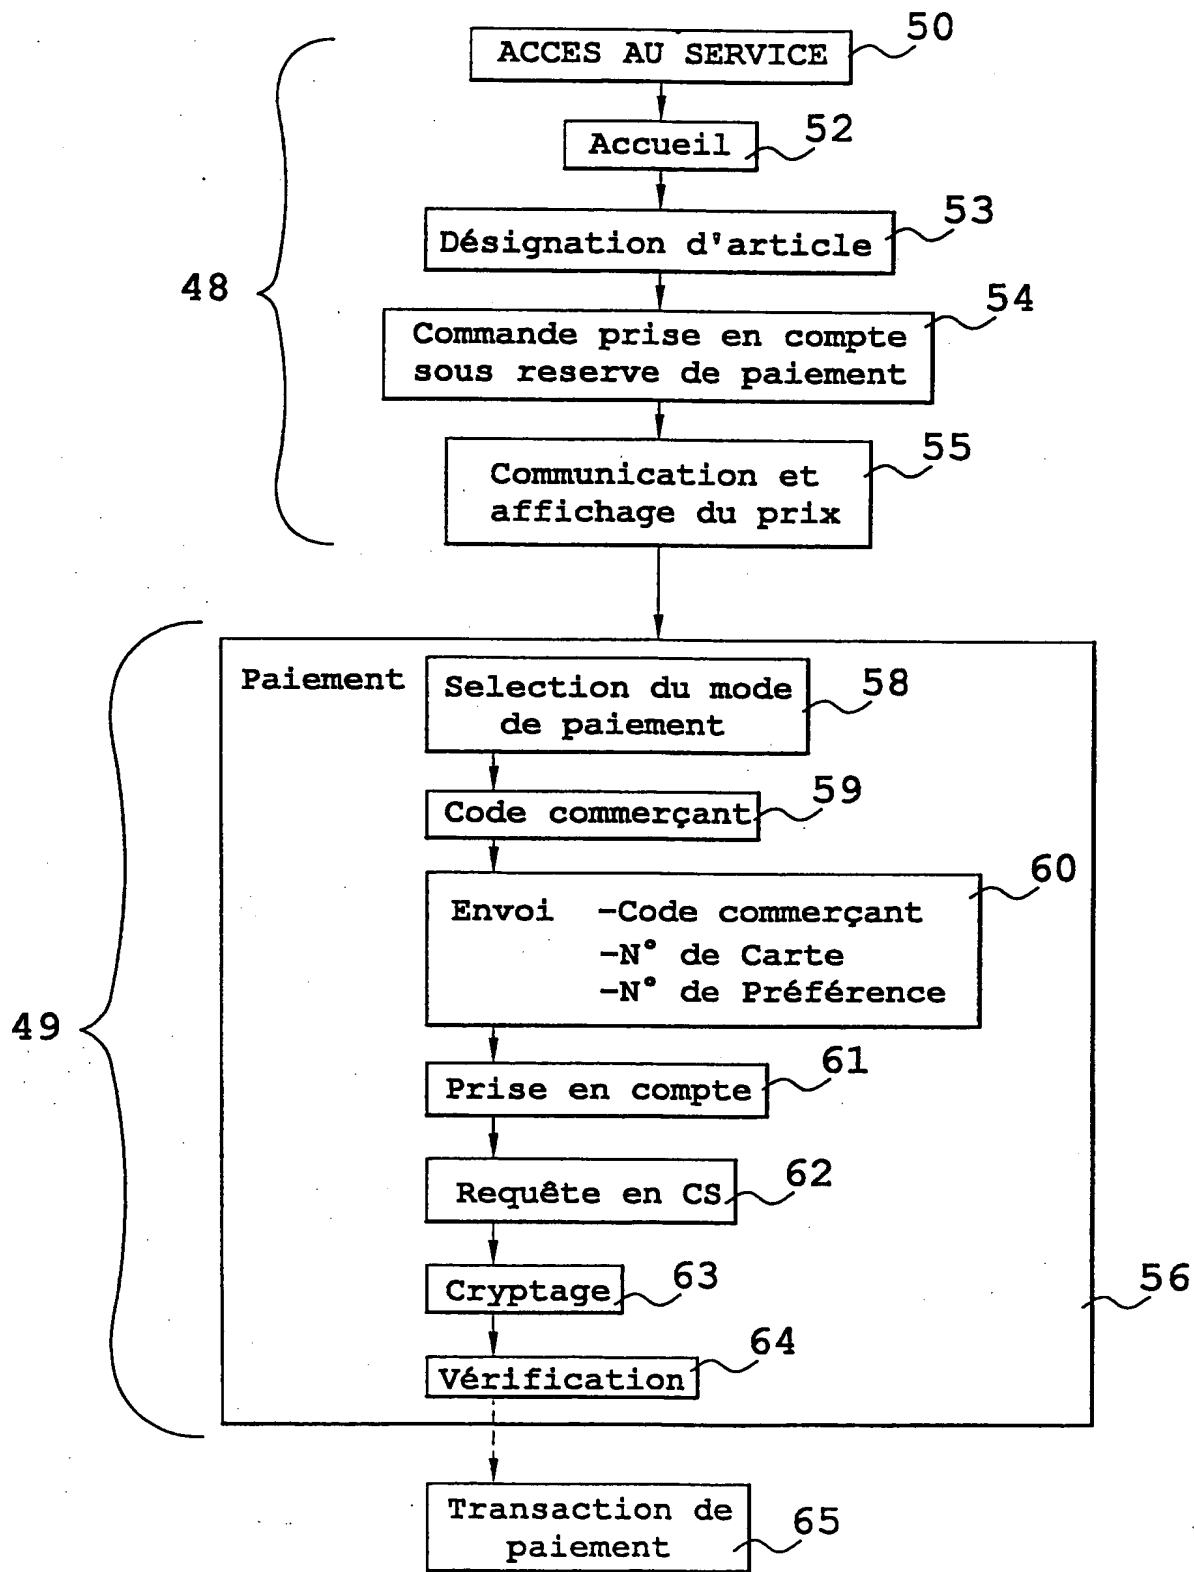 50
ACCES AU SERVICE
52
Accueil
53
Désignation d'article
48
54
Commande prise en compte
sous reserve de paiement
55
Communication et
affichage du prix
Paiement
Selection du mode
de paiement
58
59
Code commerçant
60
Envoi -Code commerçant
-N° de Carte
-N° de Préférence
49
61
Prise en compte
62
Requête en CS
63
Cryptage
56
64
Vérification
Transaction de
paiement
65